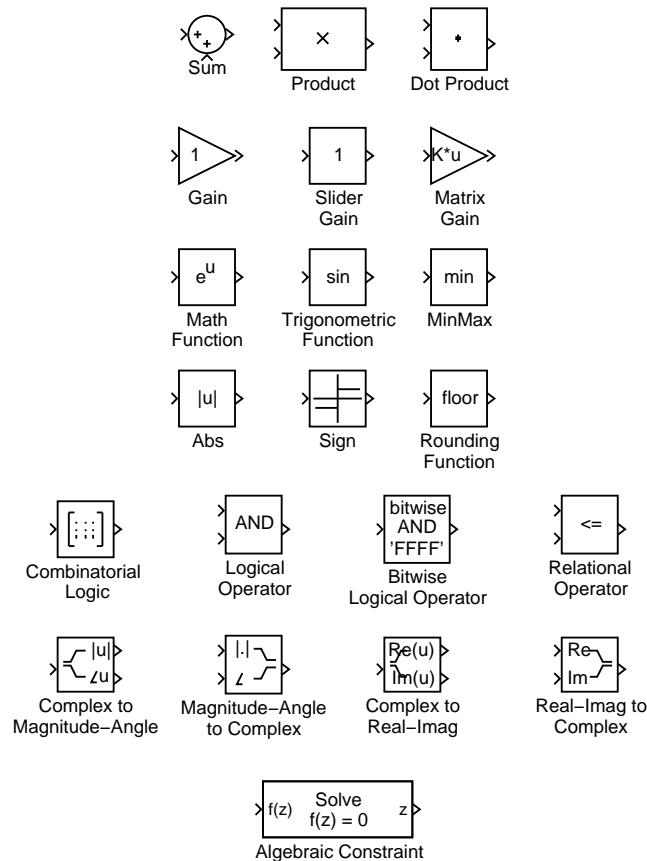 Sum
×
Product
Dot Product
1
Gain
1
Slider
Gain
K*u
Matrix
Gain
e^u
Math
Function
sin
Trigonometric
Function
min
MinMax
|u|
Abs
Sign
floor
Rounding
Function
Combinatorial
Logic
AND
Logical
Operator
bitwise
AND
'FFFF'
Bitwise
Logical Operator
<=
Relational
Operator
|u|
∠u
Complex to
Magnitude−Angle
|.|
∠
Magnitude−Angle
to Complex
Re(u)
Im(u)
Complex to
Real−Imag
Re
Im
Real−Imag to
Complex
f(z)
Solve
f(z) = 0
z
Algebraic Constraint